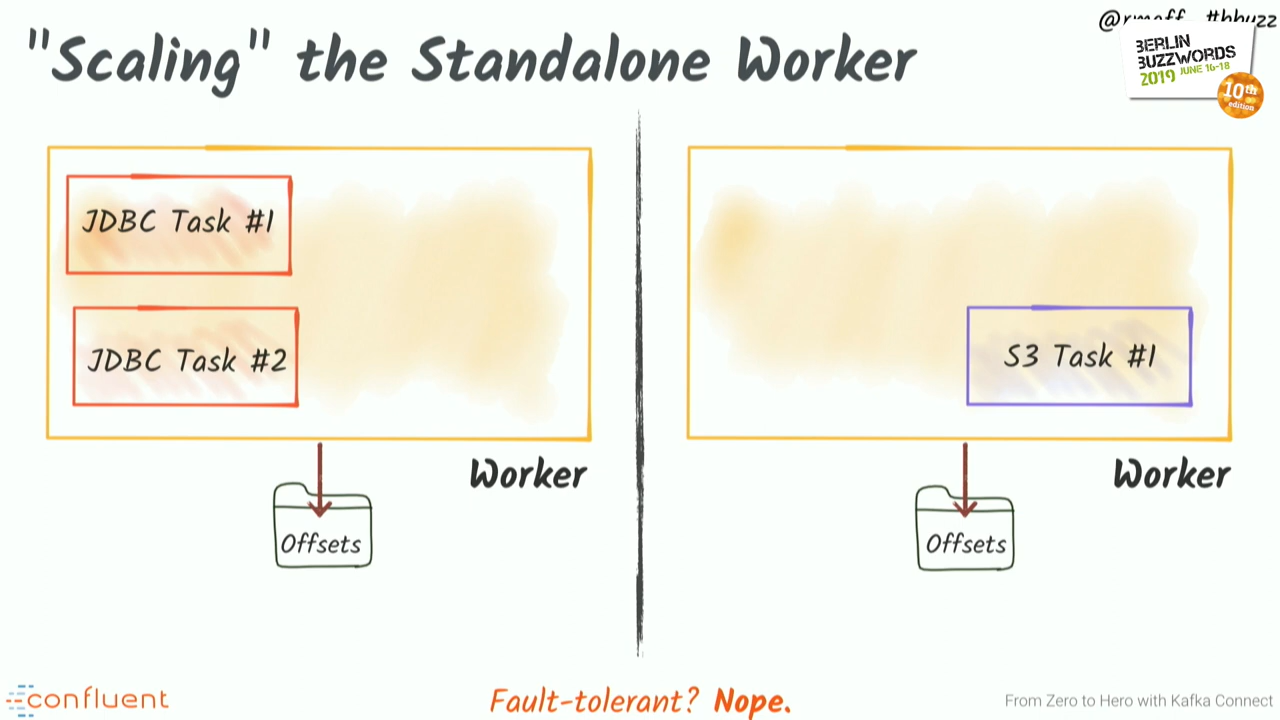 "Scaling" the Standalone Worker
#bbuzz
BERLIN
BUZZWORDS
2019 JUNE 16-18
10th
edition
JDBC Task #1
JDBC Task #2
S3 Task #1
Worker
Worker
Offsets
Offsets
confluent
Fault-tolerant? Nope.
From Zero to Hero with Kafka Connect